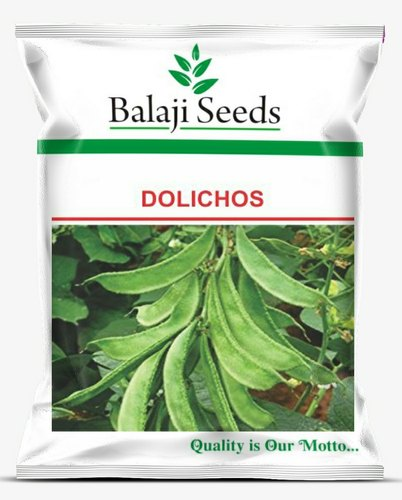 Balaji Seeds
DOLICHOS
Quality is Our Motto...